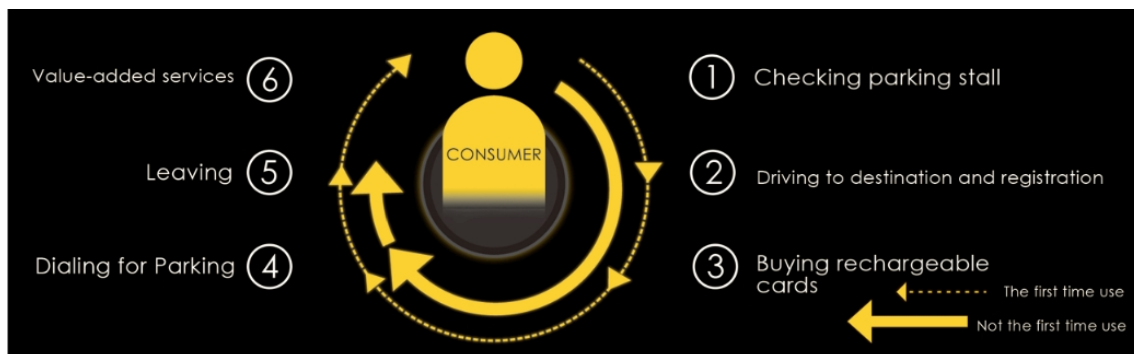 1 Checking parking stall
2 Driving to destination and registration
3 Buying rechargeable
cards
4 Dialing for Parking
5 Leaving
6 Value-added services
CONSUMER
The first time use
Not the first time use